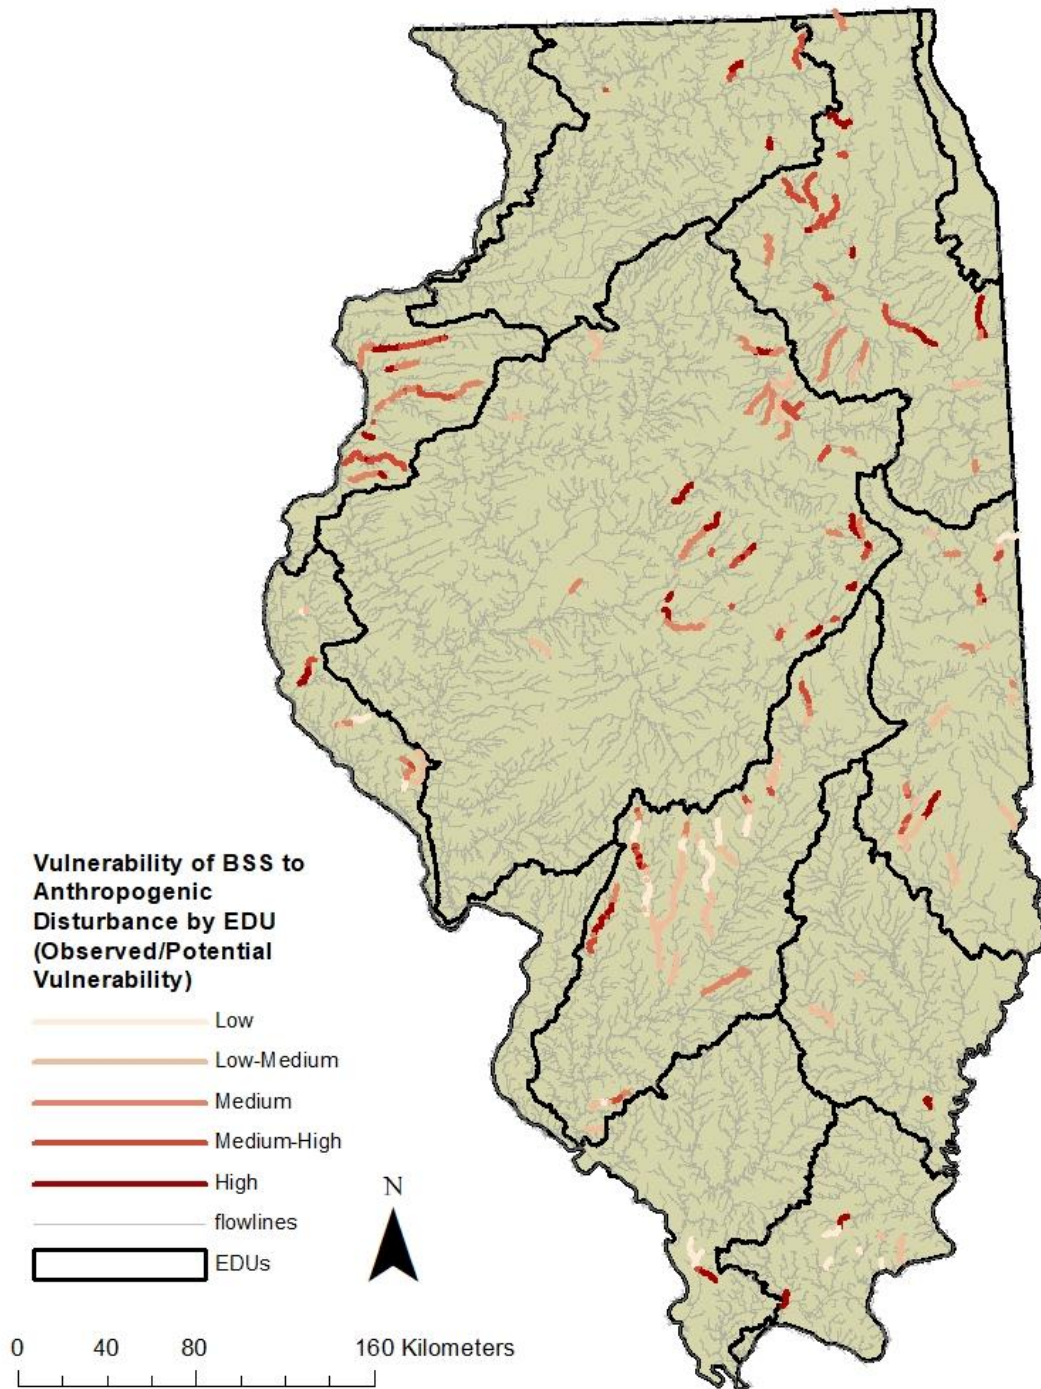 Vulnerability of BSS to
Anthropogenic
Disturbance by EDU
(Observed/Potential
Vulnerability)
Low
Low-Medium
Medium
Medium-High
High
flowlines
EDUs
N
0 40 80 160 Kilometers